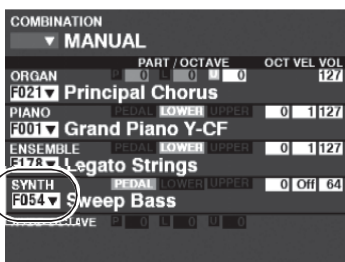 COMBINATION
▼ MANUAL
PART / OCTAVE OCT VEL VOL
ORGAN P 0 L 0 U 0 127
F021▼ Principal Chorus
PIANO PEDAL LOWER UPPER 0 1 127
F001▼ Grand Piano Y-CF
ENSEMBLE PEDAL LOWER UPPER 0 1 127
F178▼ Legato Strings
SYNTH PEDAL LOWER UPPER 0 Off 64
F054▼ Sweep Bass
P 0 L 0 U 0